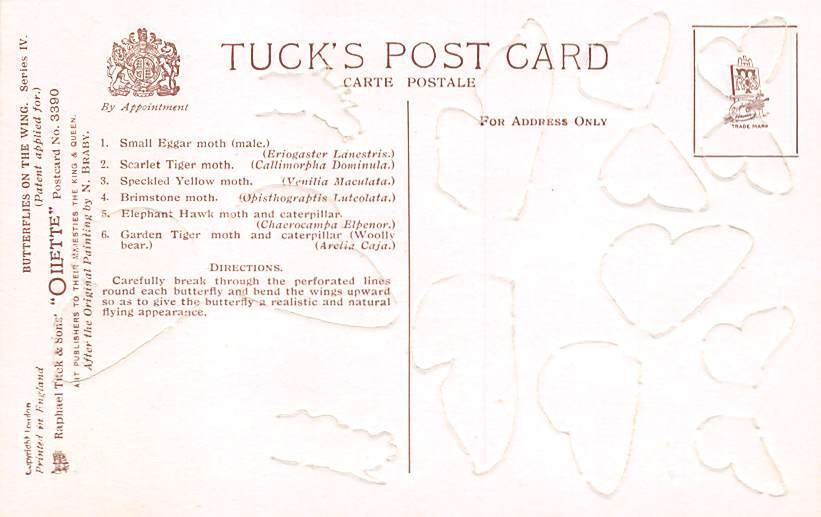 BUTTERFLIES ON THE WING. Series IV.
(Patent applied for.)
Raphael Tuck & Sons' "OILETTE" Postcard No. 3390
ART PUBLISHERS TO THEIR MAJESTIES THE KING & QUEEN.
After the Original Painting by N. BRABY.
Copyright London
Printed in England
TUCK'S POST CARD
CARTE POSTALE
By Appointment
FOR ADDRESS ONLY
TRADE MARK
1. Small Eggar moth (male.)
(Eriogaster Lanestris.)
2. Scarlet Tiger moth. (Callimorpha Dominula.)
3. Speckled Yellow moth. (Venilia Maculata.)
4. Brimstone moth. (Opisthograptis Luteolata.)
5. Elephant Hawk moth and caterpillar.
(Chaerocampa Elpenor.)
6. Garden Tiger moth and caterpillar (Woolly
bear.) (Arctia Caja.)
DIRECTIONS.
Carefully break through the perforated lines
round each butterfly and bend the wings upward
so as to give the butterfly a realistic and natural
flying appearance.